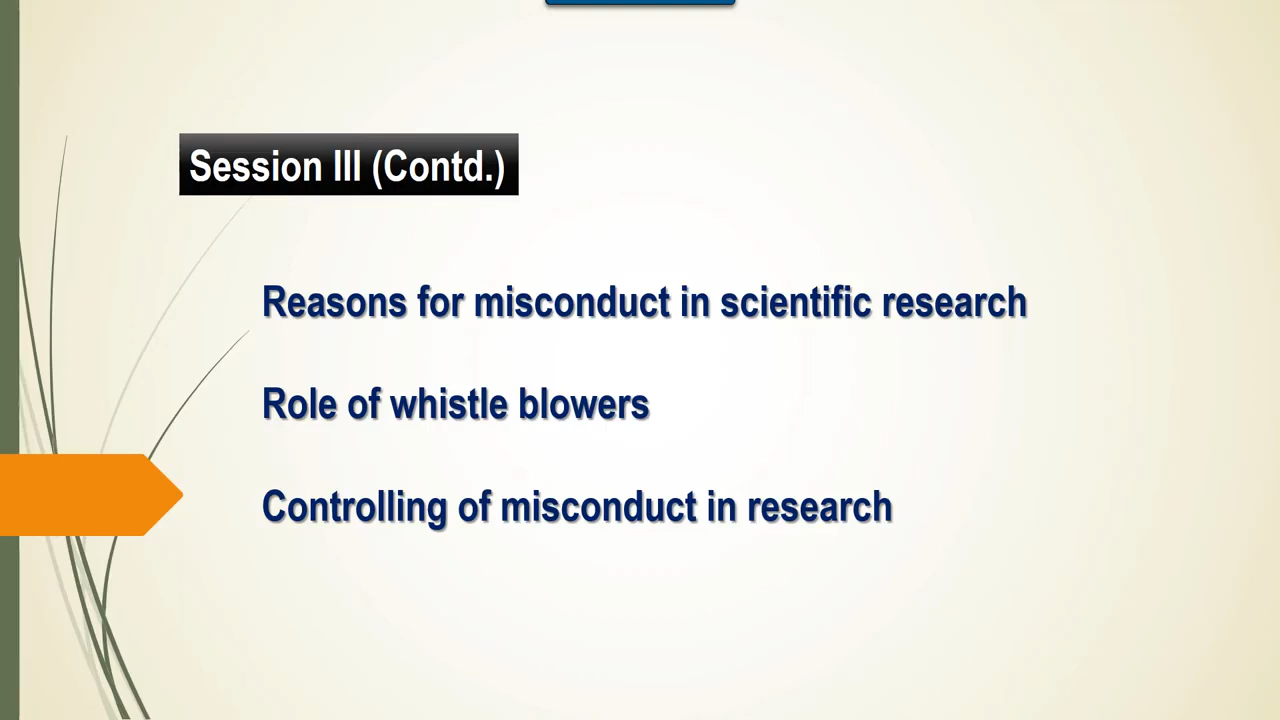 Session III (Contd.)
Reasons for misconduct in scientific research
Role of whistle blowers
Controlling of misconduct in research